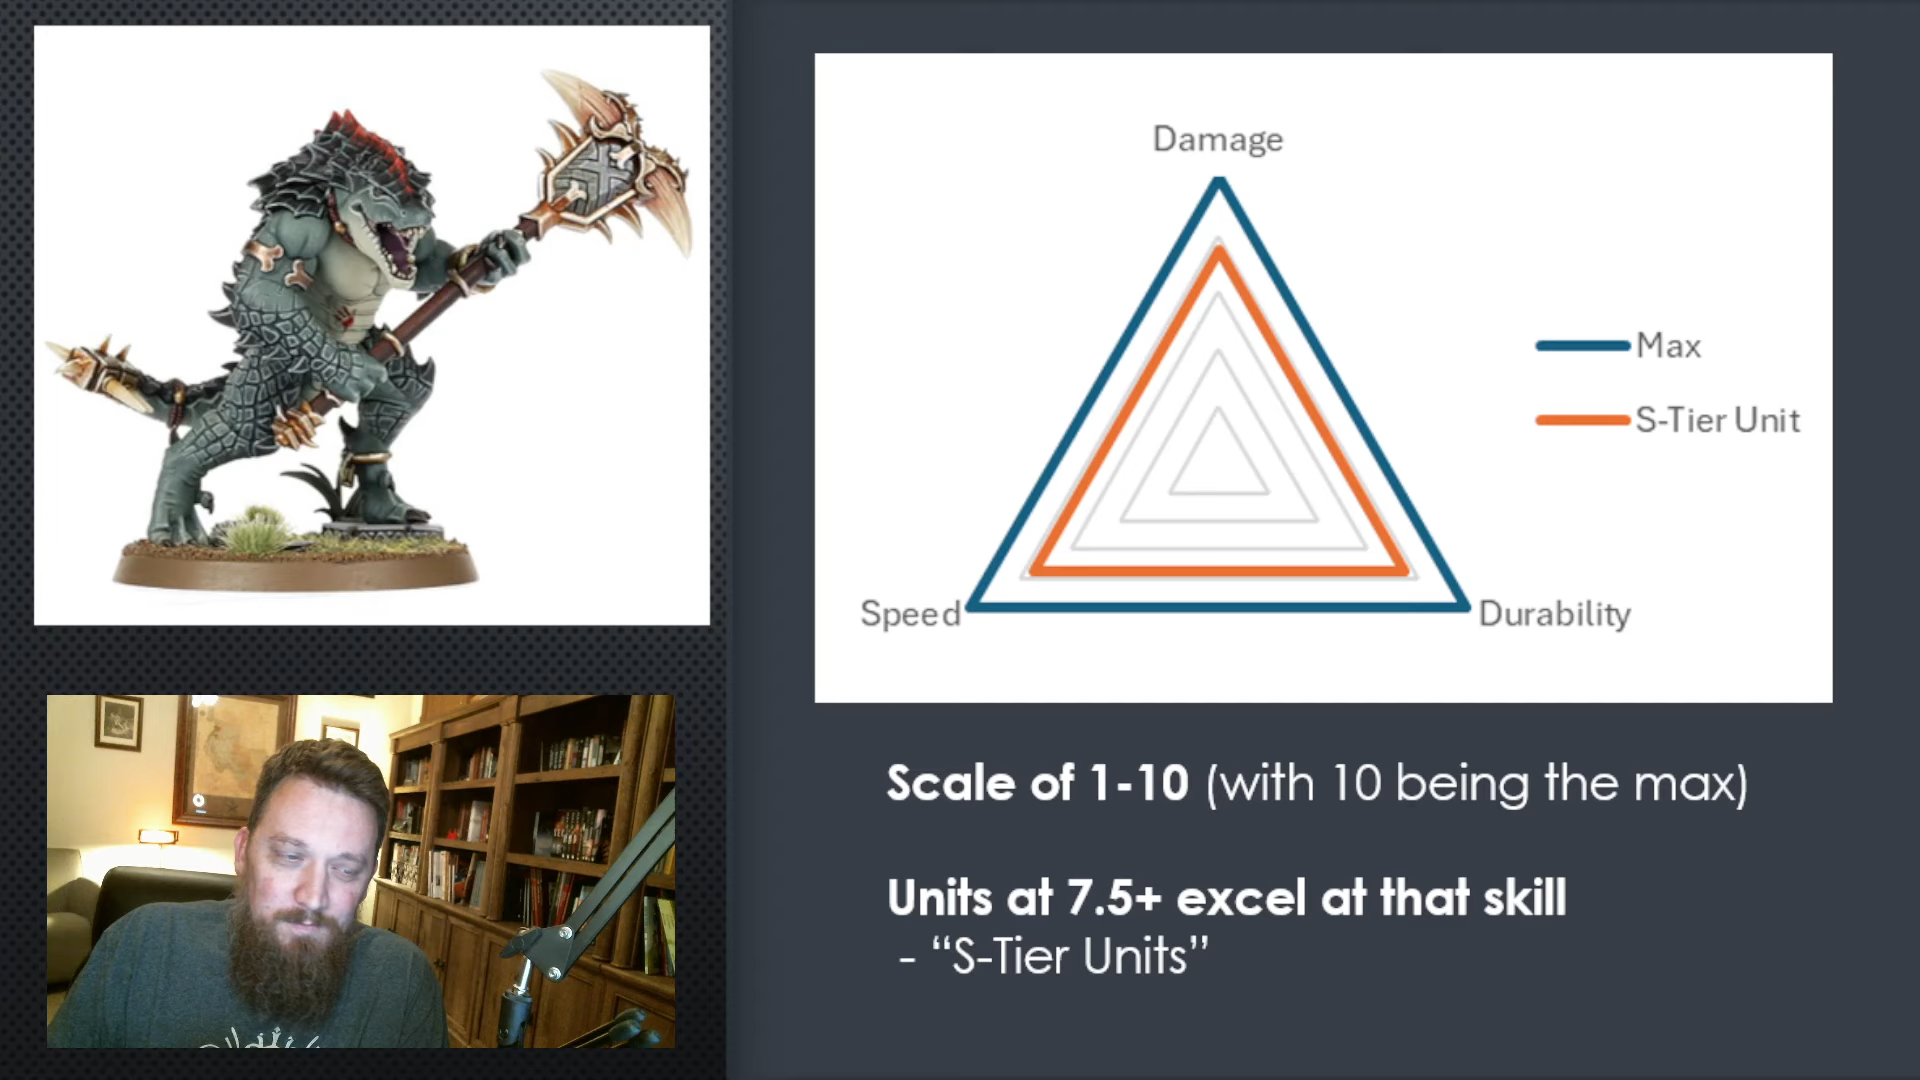 Damage
Max
S-Tier Unit
Speed
Durability
Scale of 1-10 (with 10 being the max)
Units at 7.5+ excel at that skill
- “S-Tier Units”